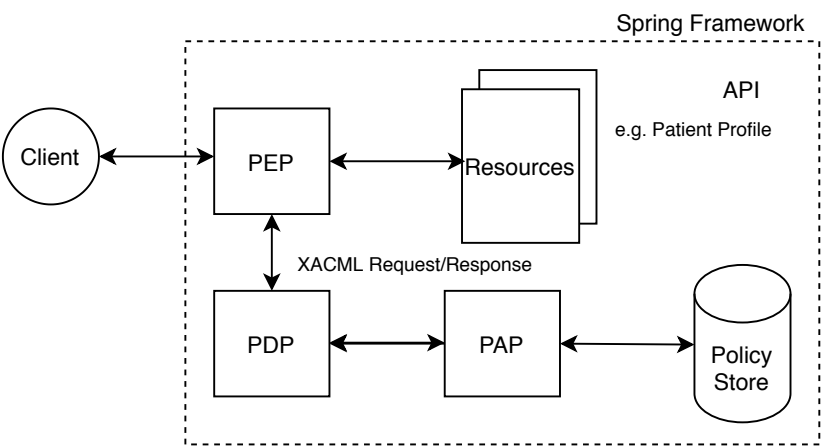 Spring Framework
API
e.g. Patient Profile
Client
PEP
Resources
XACML Request/Response
PDP
PAP
Policy
Store